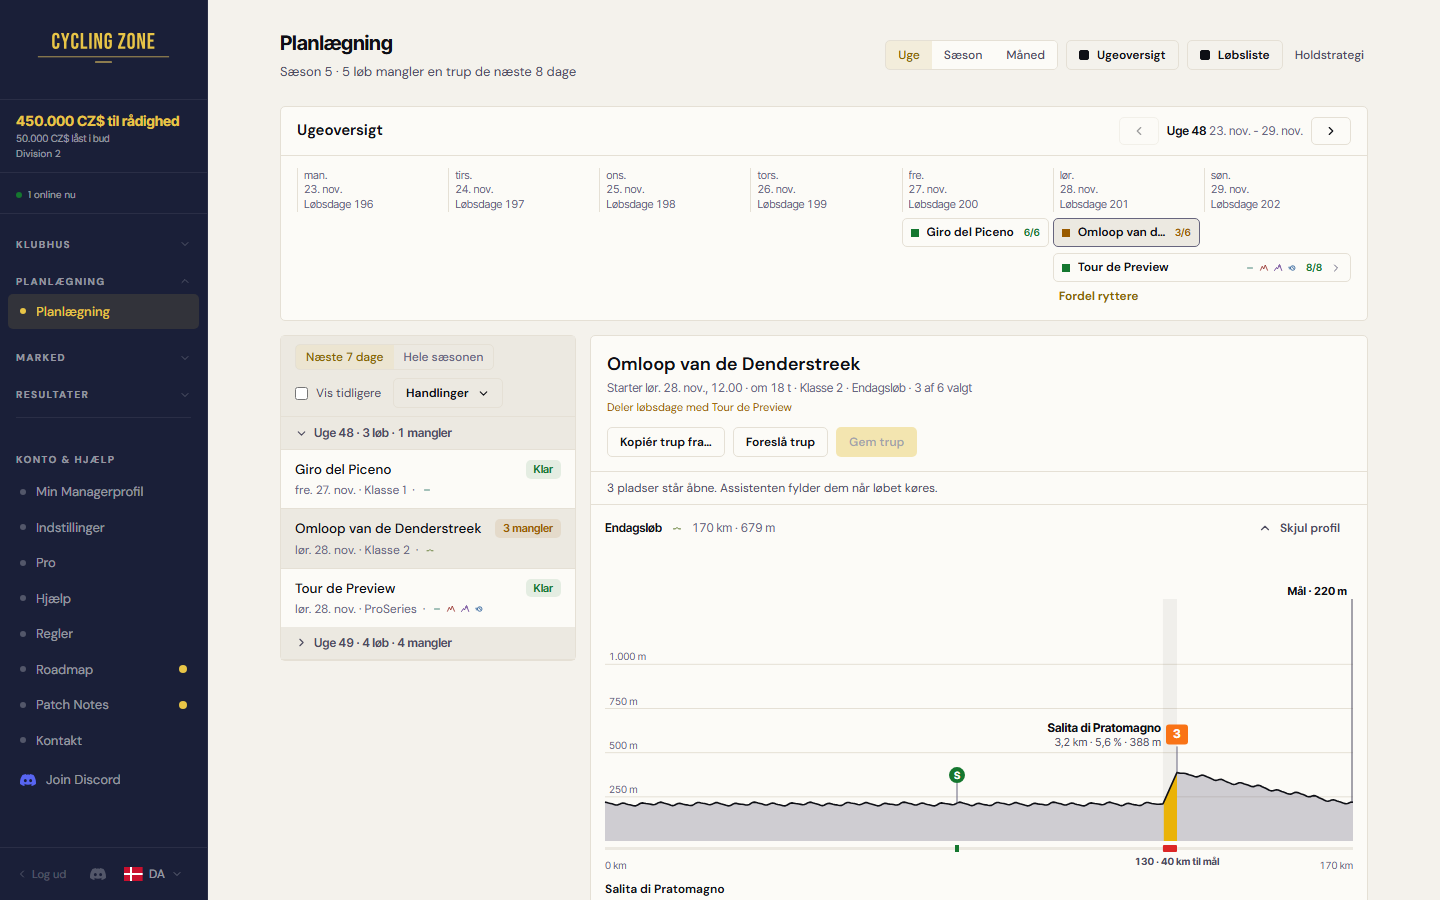 CYCLING ZONE
450.000 CZ$ til rådighed
50.000 CZ$ låst i bud
Division 2
1 online nu
KLUBHUS
PLANLÆGNING
Planlægning
MARKED
RESULTATER
KONTO & HJÆLP
Min Managerprofil
Indstillinger
Pro
Hjælp
Regler
Roadmap
Patch Notes
Kontakt
Join Discord
Log ud
DA
Planlægning
Sæson 5 · 5 løb mangler en trup de næste 8 dage
Uge
Sæson
Måned
Ugeoversigt
Løbsliste
Holdstrategi
Ugeoversigt
Uge 48 23. nov. - 29. nov.
man.
23. nov.
Løbsdage 196
tirs.
24. nov.
Løbsdage 197
ons.
25. nov.
Løbsdage 198
tors.
26. nov.
Løbsdage 199
fre.
27. nov.
Løbsdage 200
lør.
28. nov.
Løbsdage 201
søn.
29. nov.
Løbsdage 202
Giro del Piceno 6/6
Omloop van d... 3/6
Tour de Preview 8/8
Fordel ryttere
Næste 7 dage
Hele sæsonen
Vis tidligere
Handlinger
Uge 48 · 3 løb · 1 mangler
Giro del Piceno
Klar
fre. 27. nov. · Klasse 1 ·
Omloop van de Denderstreek
3 mangler
lør. 28. nov. · Klasse 2 ·
Tour de Preview
Klar
lør. 28. nov. · ProSeries ·
Uge 49 · 4 løb · 4 mangler
Omloop van de Denderstreek
Starter lør. 28. nov., 12.00 · om 18 t · Klasse 2 · Endagsløb · 3 af 6 valgt
Deler løbsdage med Tour de Preview
Kopiér trup fra...
Foreslå trup
Gem trup
3 pladser står åbne. Assistenten fylder dem når løbet køres.
Endagsløb
170 km · 679 m
Skjul profil
Mål · 220 m
1.000 m
750 m
500 m
250 m
Salita di Pratomagno
3,2 km · 5,6 % · 388 m
3
S
0 km
130 · 40 km til mål
170 km
Salita di Pratomagno